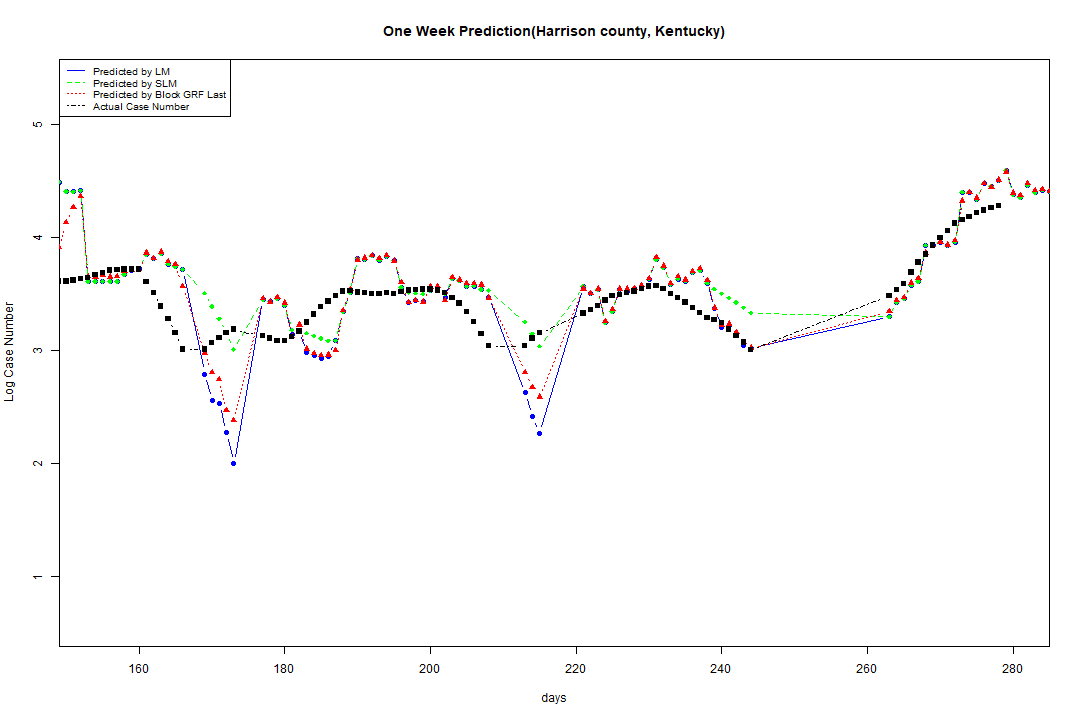 One Week Prediction(Harrison county, Kentucky)
Predicted by LM
Predicted by SLM
Predicted by Block GRF Last
Actual Case Number
5
4
3
2
1
Log Case Number
160 180 200 220 240 260 280
days